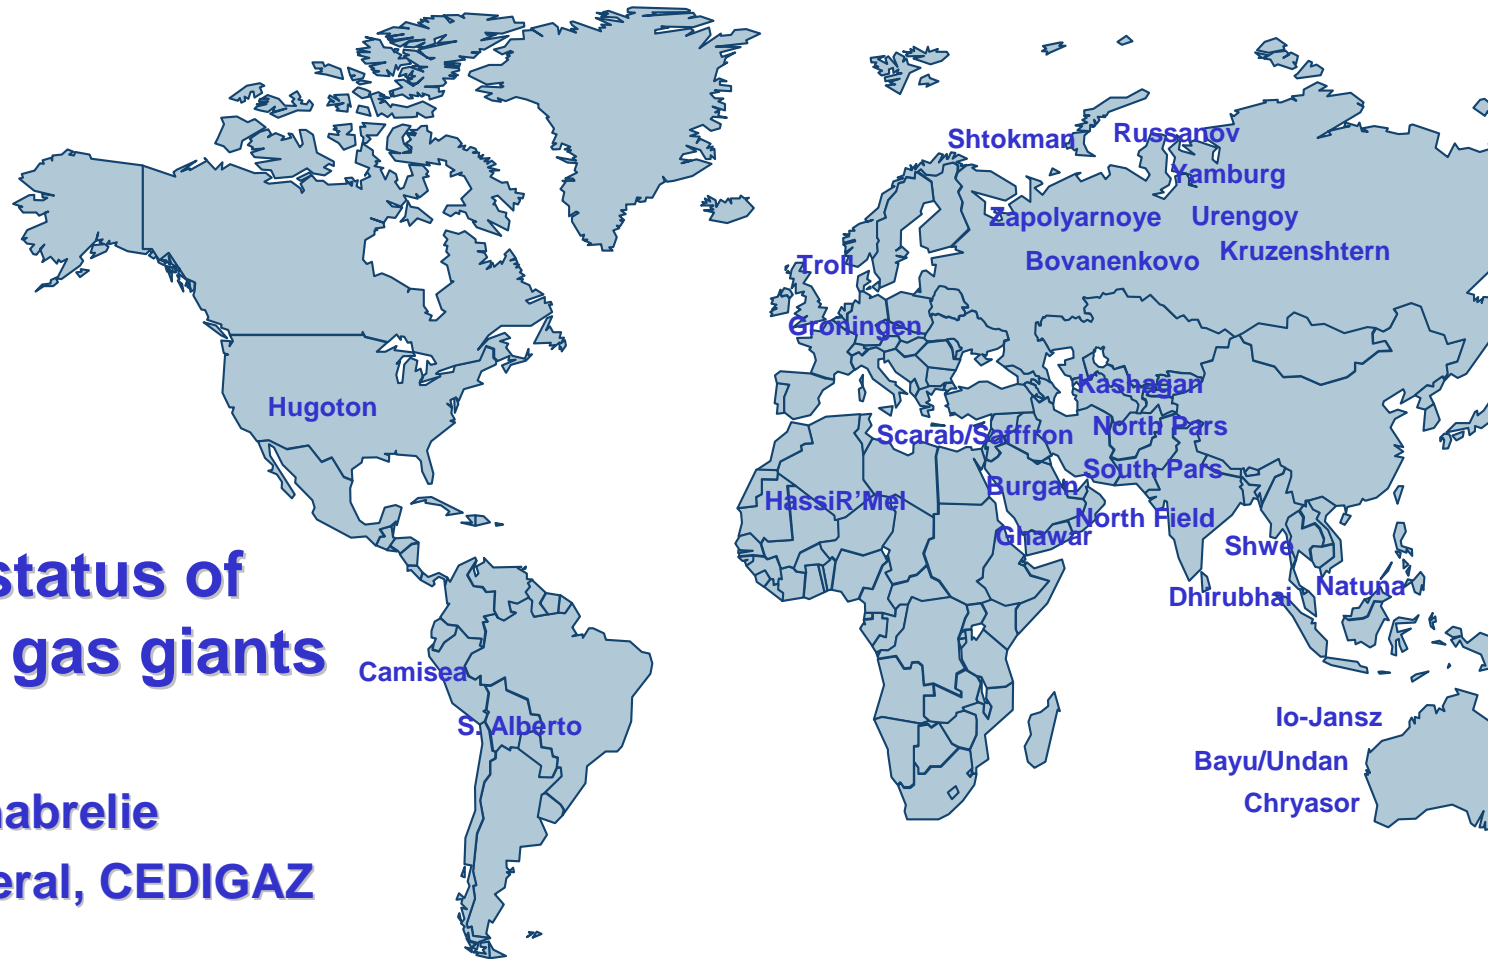 Shtokman
Russanov
Yamburg
Zapolyarnoye
Urengoy
Kruzenshtern
Bovanenkovo
Troll
Groningen
Kashagan
Hugoton
North Pars
Scarab/Safffron
South Pars
Burgan
HassiR’Mel
North Field
Ghawar
Shwe
status of
Natuna
Dhirubhai
gas giants
Camisea
Io-Jansz
S. Alberto
Bayu/Undan
Chryasor
abrelie
eral, CEDIGAZ